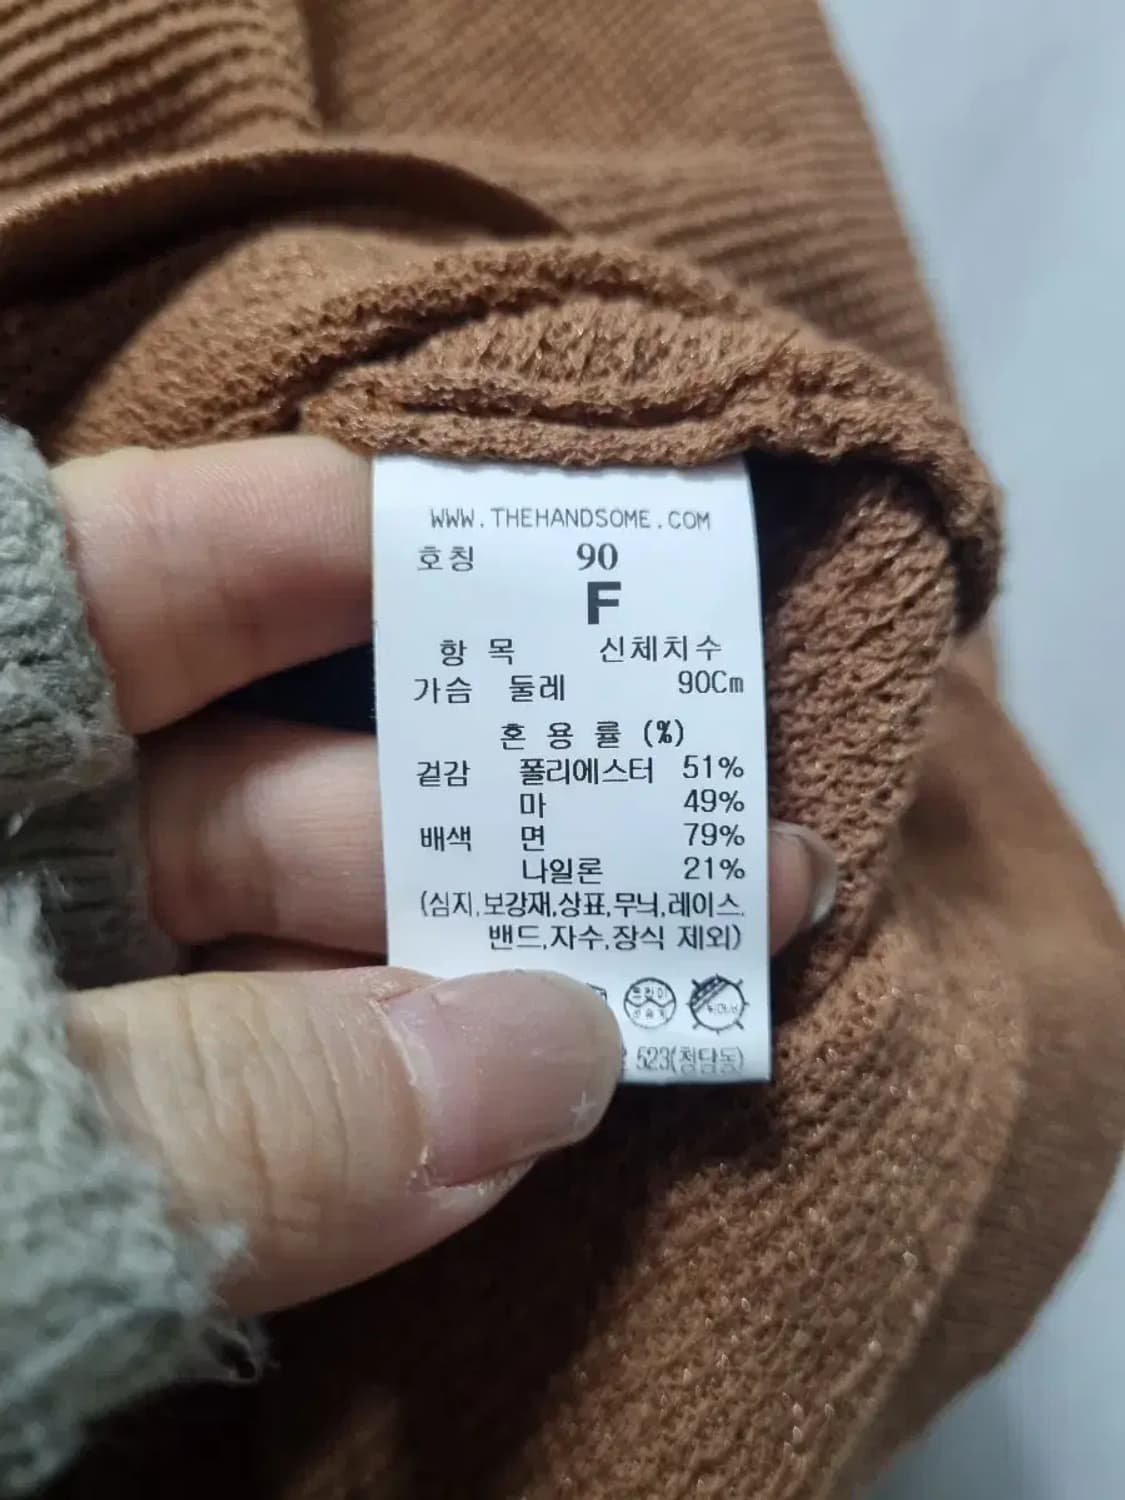 WWW.THEHANDSOME.COM
호칭 90
F
항 목 신체치수
가슴 둘레 90Cm
혼 용 률 (%)
겉감 폴리에스터 51%
마 49%
배색 면 79%
나일론 21%
(심지,보강재,상표,무늬,레이스,
밴드,자수,장식 제외)
드라이
523(청담동)